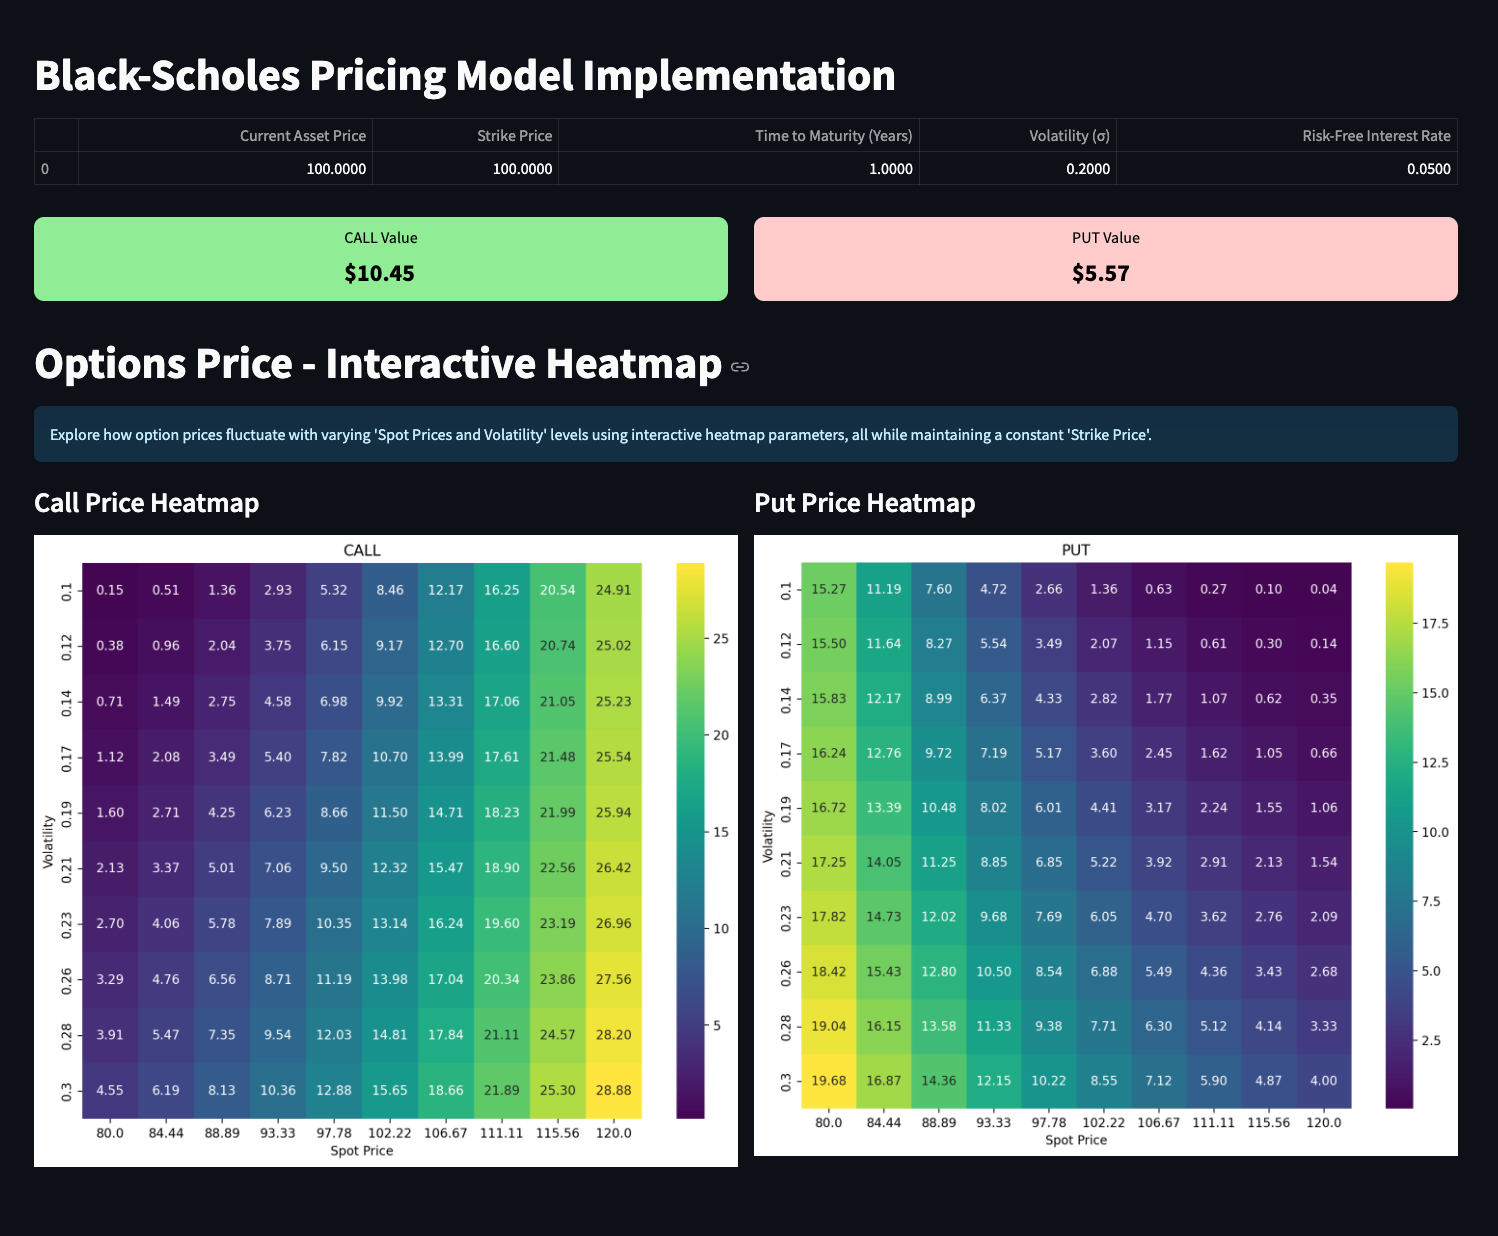 Black-Scholes Pricing Model Implementation
Current Asset Price Strike Price Time to Maturity (Years) Volatility (σ) Risk-Free Interest Rate
0 100.0000 100.0000 1.0000 0.2000 0.0500
CALL Value
$10.45
PUT Value
$5.57
Options Price - Interactive Heatmap
Explore how option prices fluctuate with varying 'Spot Prices and Volatility' levels using interactive heatmap parameters, all while maintaining a constant 'Strike Price'.
Call Price Heatmap
CALL
Volatility
0.1 0.15 0.51 1.36 2.93 5.32 8.46 12.17 16.25 20.54 24.91
0.12 0.38 0.96 2.04 3.75 6.15 9.17 12.70 16.60 20.74 25.02
0.14 0.71 1.49 2.75 4.58 6.98 9.92 13.31 17.06 21.05 25.23
0.17 1.12 2.08 3.49 5.40 7.82 10.70 13.99 17.61 21.48 25.54
0.19 1.60 2.71 4.25 6.23 8.66 11.50 14.71 18.23 21.99 25.94
0.21 2.13 3.37 5.01 7.06 9.50 12.32 15.47 18.90 22.56 26.42
0.23 2.70 4.06 5.78 7.89 10.35 13.14 16.24 19.60 23.19 26.96
0.26 3.29 4.76 6.56 8.71 11.19 13.98 17.04 20.34 23.86 27.56
0.28 3.91 5.47 7.35 9.54 12.03 14.81 17.84 21.11 24.57 28.20
0.3 4.55 6.19 8.13 10.36 12.88 15.65 18.66 21.89 25.30 28.88
80.0 84.44 88.89 93.33 97.78 102.22 106.67 111.11 115.56 120.0
Spot Price
25
20
15
10
5
Put Price Heatmap
PUT
Volatility
0.1 15.27 11.19 7.60 4.72 2.66 1.36 0.63 0.27 0.10 0.04
0.12 15.50 11.64 8.27 5.54 3.49 2.07 1.15 0.61 0.30 0.14
0.14 15.83 12.17 8.99 6.37 4.33 2.82 1.77 1.07 0.62 0.35
0.17 16.24 12.76 9.72 7.19 5.17 3.60 2.45 1.62 1.05 0.66
0.19 16.72 13.39 10.48 8.02 6.01 4.41 3.17 2.24 1.55 1.06
0.21 17.25 14.05 11.25 8.85 6.85 5.22 3.92 2.91 2.13 1.54
0.23 17.82 14.73 12.02 9.68 7.69 6.05 4.70 3.62 2.76 2.09
0.26 18.42 15.43 12.80 10.50 8.54 6.88 5.49 4.36 3.43 2.68
0.28 19.04 16.15 13.58 11.33 9.38 7.71 6.30 5.12 4.14 3.33
0.3 19.68 16.87 14.36 12.15 10.22 8.55 7.12 5.90 4.87 4.00
80.0 84.44 88.89 93.33 97.78 102.22 106.67 111.11 115.56 120.0
Spot Price
17.5
15.0
12.5
10.0
7.5
5.0
2.5